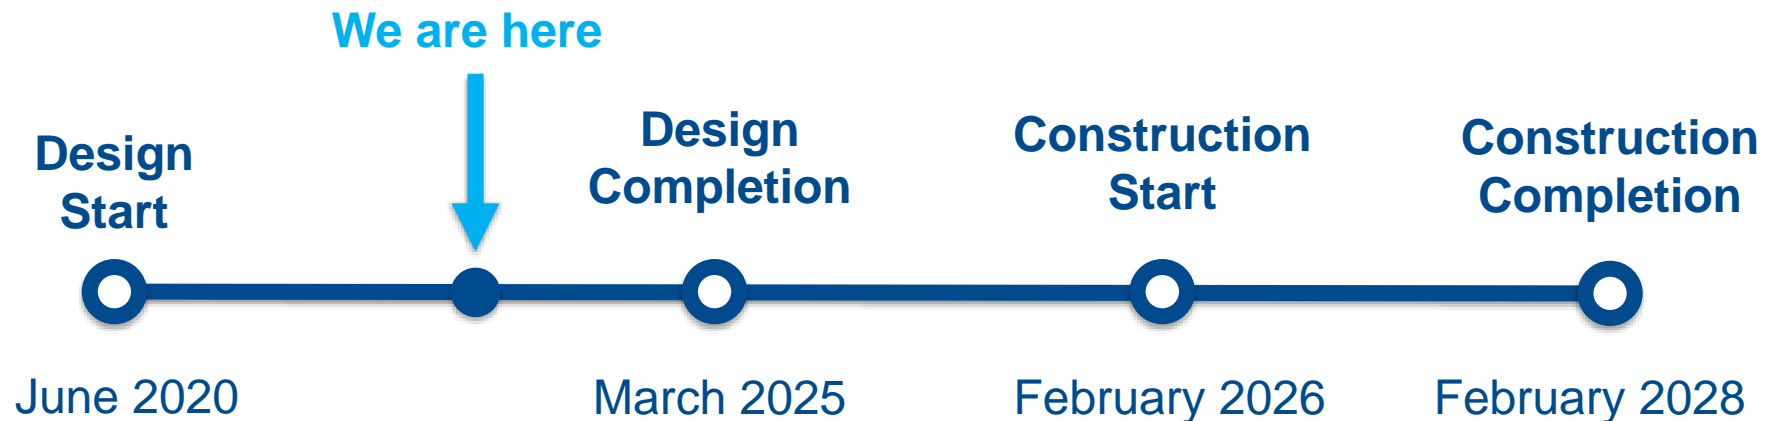 We are here
Design
Start
Design
Completion
Construction
Start
Construction
Completion
June 2020
March 2025
February 2026
February 2028